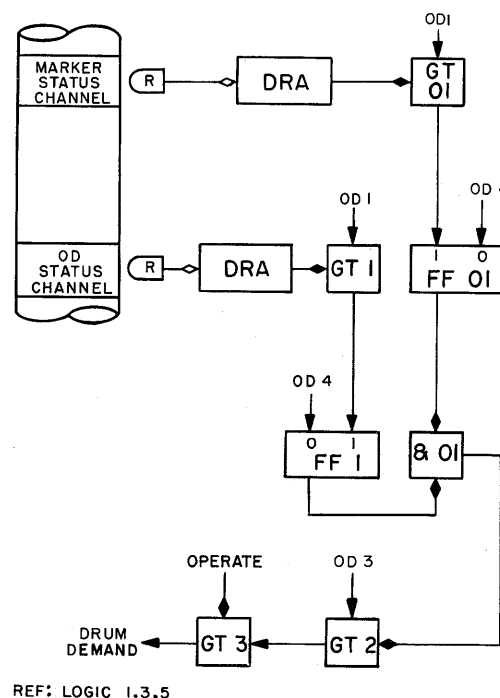 OD1
MARKER
STATUS
CHANNEL
R
DRA
GT
01
OD 1
OD
OD
STATUS
CHANNEL
R
DRA
GT 1
1 0
FF 01
OD 4
0 1
FF 1
& 01
OPERATE
OD 3
DRUM
DEMAND
GT 3
GT 2
REF: LOGIC 1.3.5